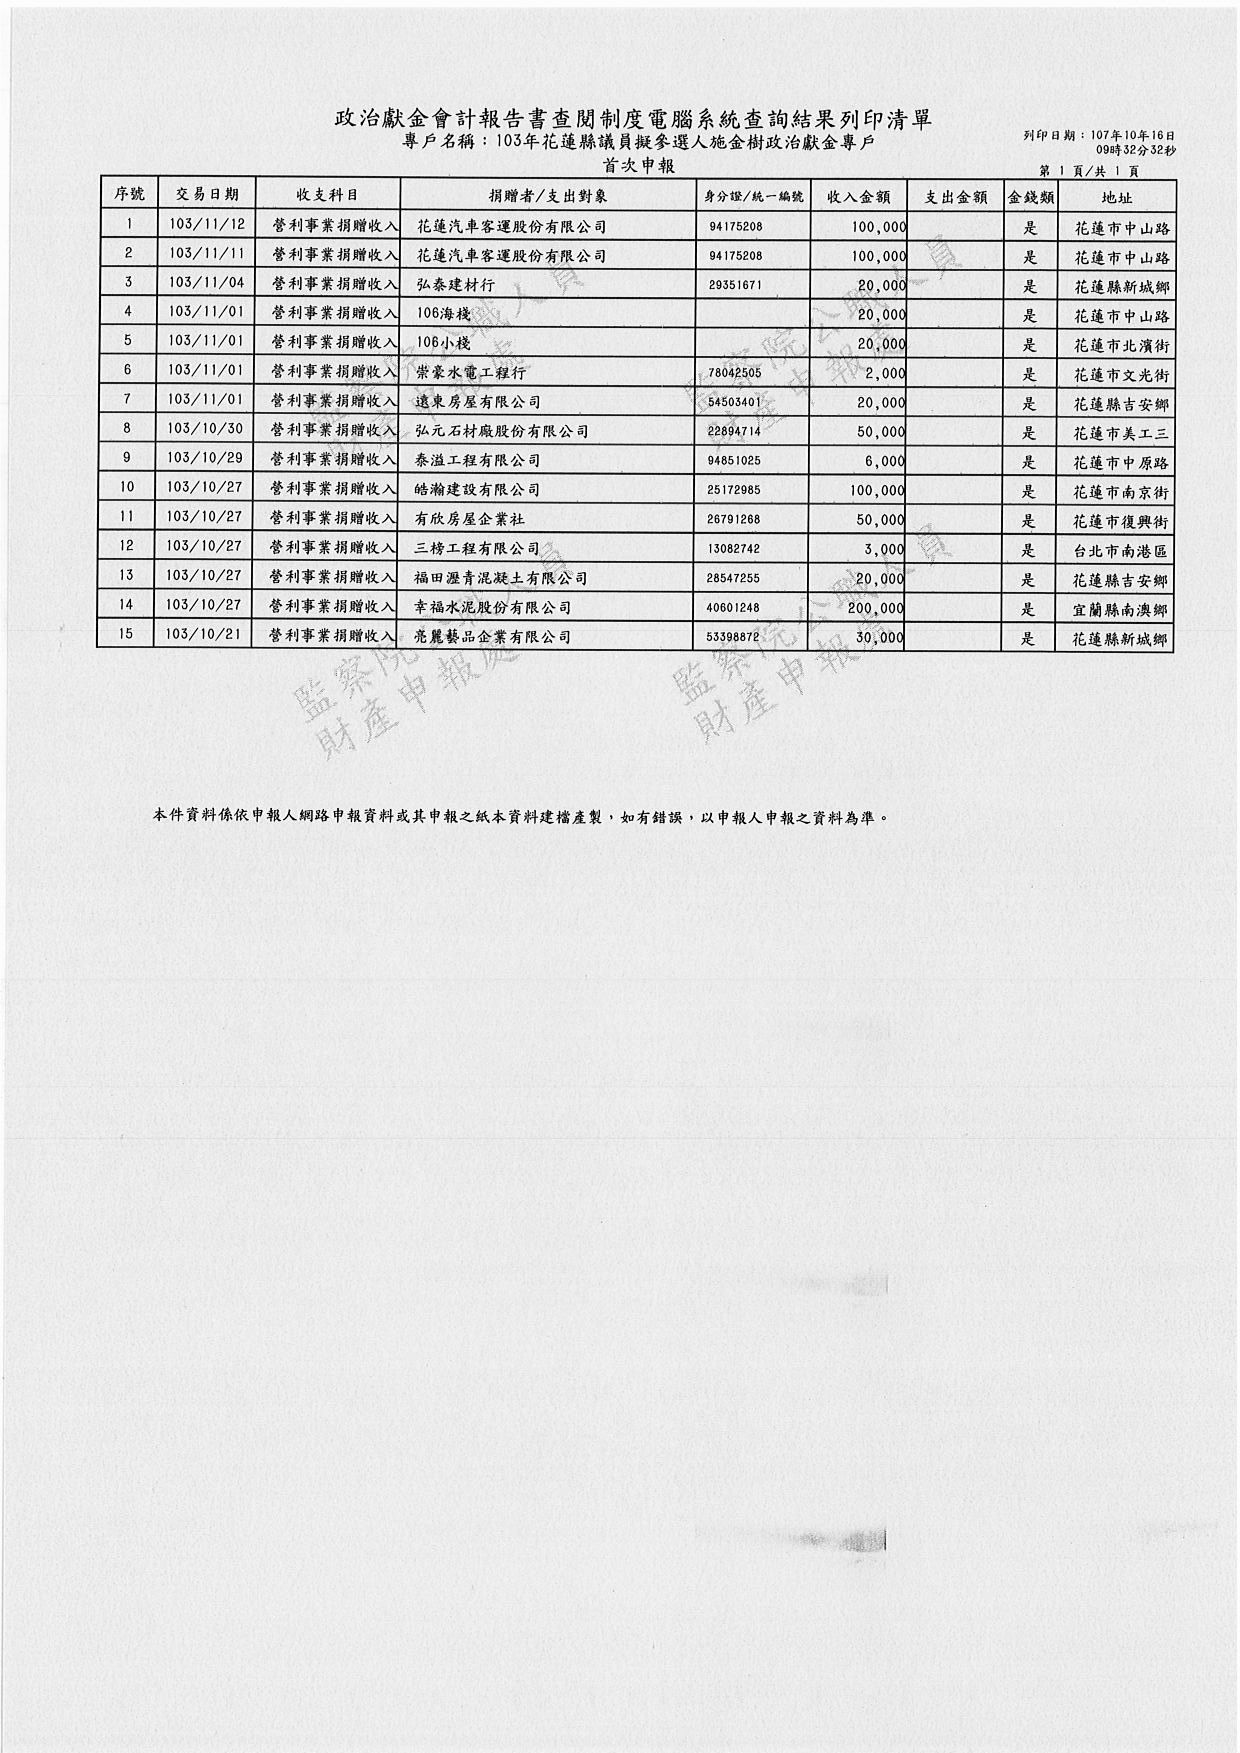 政治獻金會計報告書查閱制度電腦系統查詢結果列印清單
專戶名稱：103年花蓮縣議員擬參選人施金樹政治獻金專戶
列印日期：107年10月16日
09時32分32秒
首次申報
第 1 頁/共 1 頁
序號 交易日期 收支科目 捐贈者/支出對象 身分證/統一編號 收入金額 支出金額 金錢類 地址
1 103/11/12 營利事業捐贈收入 花蓮汽車客運股份有限公司 94175208 100,000 是 花蓮市中山路
2 103/11/11 營利事業捐贈收入 花蓮汽車客運股份有限公司 94175208 100,000 是 花蓮市中山路
3 103/11/04 營利事業捐贈收入 弘泰建材行 29351671 20,000 是 花蓮縣新城鄉
4 103/11/01 營利事業捐贈收入 106海棧 20,000 是 花蓮市中山路
5 103/11/01 營利事業捐贈收入 106小棧 20,000 是 花蓮市北濱街
6 103/11/01 營利事業捐贈收入 崇豪水電工程行 78042505 2,000 是 花蓮市文光街
7 103/11/01 營利事業捐贈收入 遠東房屋有限公司 54503401 20,000 是 花蓮縣吉安鄉
8 103/10/30 營利事業捐贈收入 弘元石材廠股份有限公司 22894714 50,000 是 花蓮市美工三
9 103/10/29 營利事業捐贈收入 泰溢工程有限公司 94851025 6,000 是 花蓮市中原路
10 103/10/27 營利事業捐贈收入 皓瀚建設有限公司 25172985 100,000 是 花蓮市南京街
11 103/10/27 營利事業捐贈收入 有欣房屋企業社 26791268 50,000 是 花蓮市復興街
12 103/10/27 營利事業捐贈收入 三榜工程有限公司 13082742 3,000 是 台北市南港區
13 103/10/27 營利事業捐贈收入 福田瀝青混凝土有限公司 28547255 20,000 是 花蓮縣吉安鄉
14 103/10/27 營利事業捐贈收入 幸福水泥股份有限公司 40601248 200,000 是 宜蘭縣南澳鄉
15 103/10/21 營利事業捐贈收入 亮麗藝品企業有限公司 53398872 30,000 是 花蓮縣新城鄉
監察院公職人員
財產申報處
監察院公職人員
財產申報處
監察院公職人員
財產申報處
監察院公職人員
財產申報處
本件資料係依申報人網路申報資料或其申報之紙本資料建檔產製，如有錯誤，以申報人申報之資料為準。